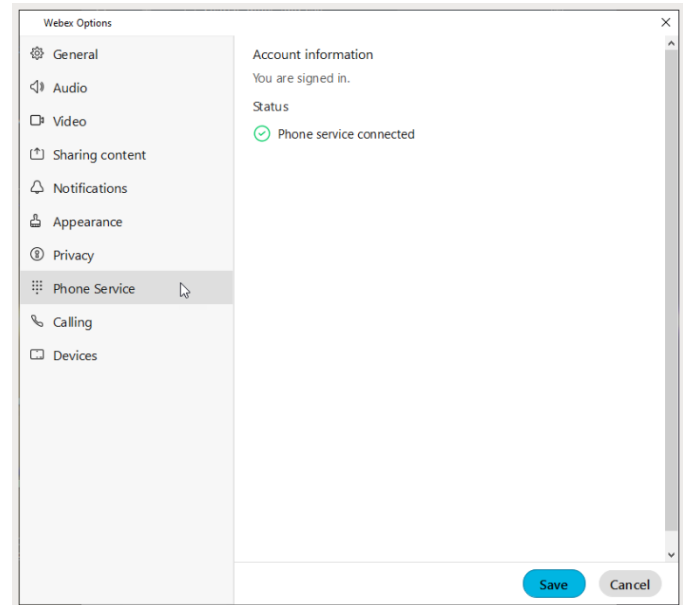 Webex Options
General
Audio
Video
Sharing content
Notifications
Appearance
Privacy
Phone Service
Calling
Devices
Account information
You are signed in.
Status
Phone service connected
Save
Cancel